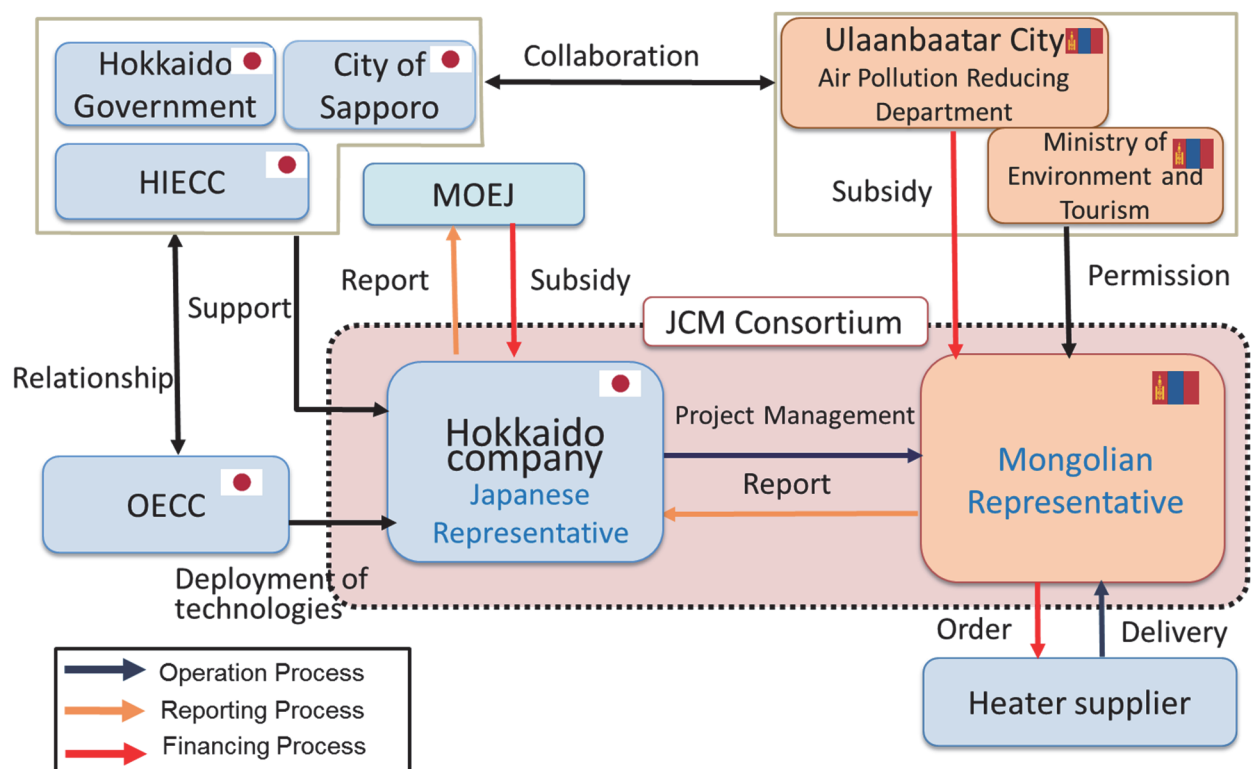 Hokkaido
Government
City of
Sapporo
HIECC
Collaboration
Ulaanbaatar City
Air Pollution Reducing
Department
Ministry of
Environment and
Tourism
MOEJ
Subsidy
Permission
Report
Subsidy
Support
Relationship
JCM Consortium
Hokkaido
company
Japanese
Representative
Project Management
Report
Mongolian
Representative
OECC
Deployment of
technologies
Order
Delivery
Heater supplier
Operation Process
Reporting Process
Financing Process